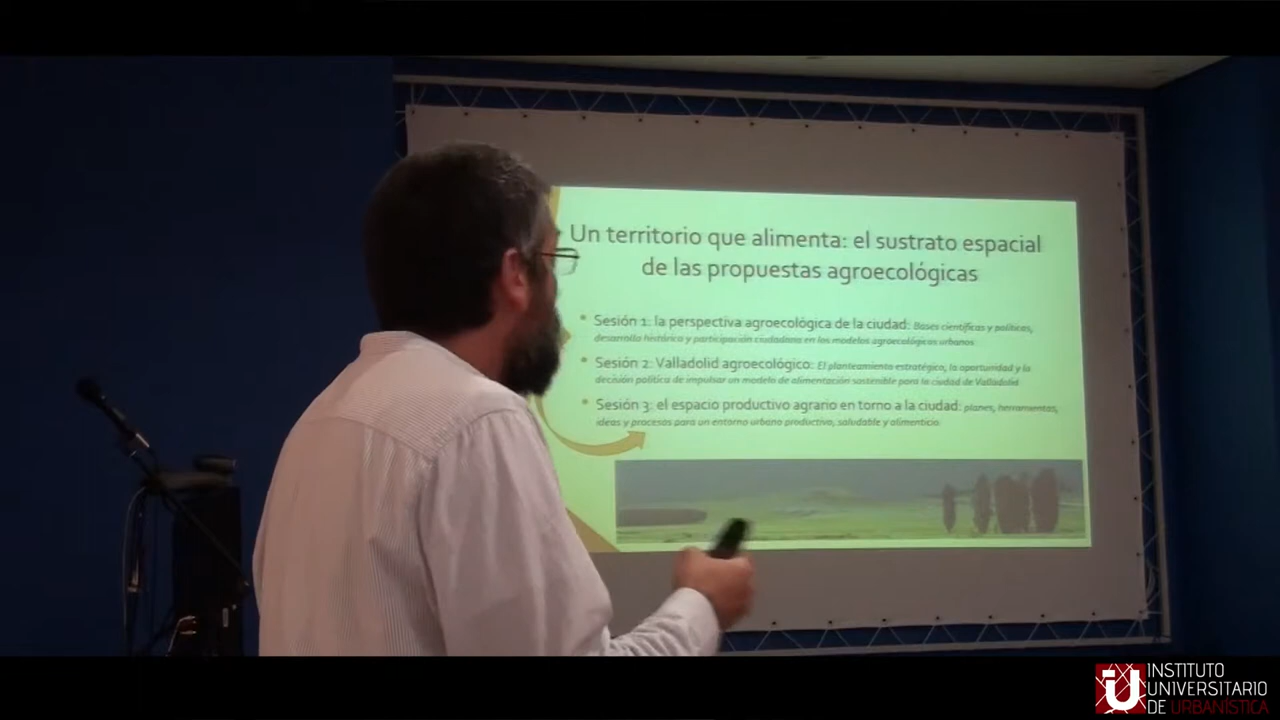 Un territorio que alimenta: el sustrato espacial
de las propuestas agroecológicas
Sesión 1: la perspectiva agroecológica de la ciudad: Bases científicas y políticas,
desarrollo histórico y participación ciudadana en los modelos agroecológicos urbanos
Sesión 2: Valladolid agroecológico: El planteamiento estratégico, la oportunidad y la
decisión política de impulsar un modelo de alimentación sostenible para la ciudad de Valladolid
Sesión 3: el espacio productivo agrario en torno a la ciudad: planes, herramientas,
ideas y procesos para un entorno urbano productivo, saludable y alimenticio
INSTITUTO
UNIVERSITARIO
DE URBANÍSTICA